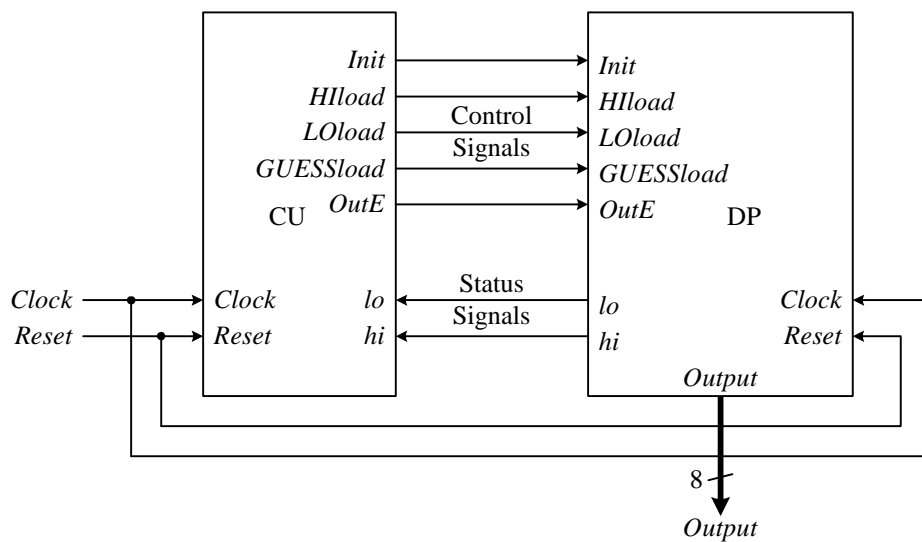 Init
HIload
LOload
GUESSload
OutE
CU
Clock
Reset
Clock
Reset
lo
hi
Control
Signals
Status
Signals
Init
HIload
LOload
GUESSload
OutE
DP
lo
hi
Clock
Reset
Output
8
Output